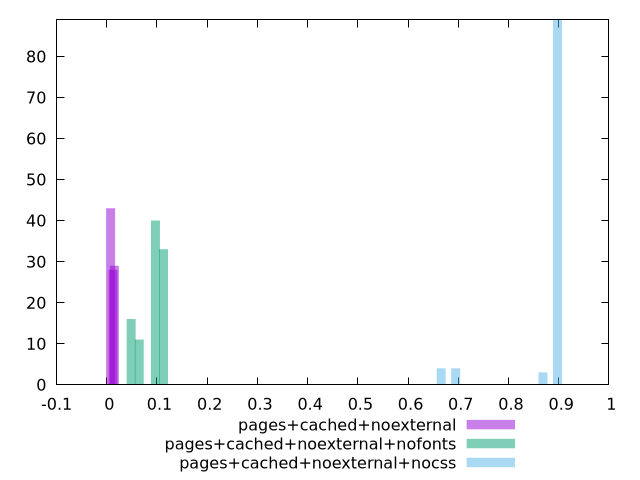 80
70
60
50
40
30
20
10
0
-0.1 0 0.1 0.2 0.3 0.4 0.5 0.6 0.7 0.8 0.9 1
pages+cached+noexternal
pages+cached+noexternal+nofonts
pages+cached+noexternal+nocss